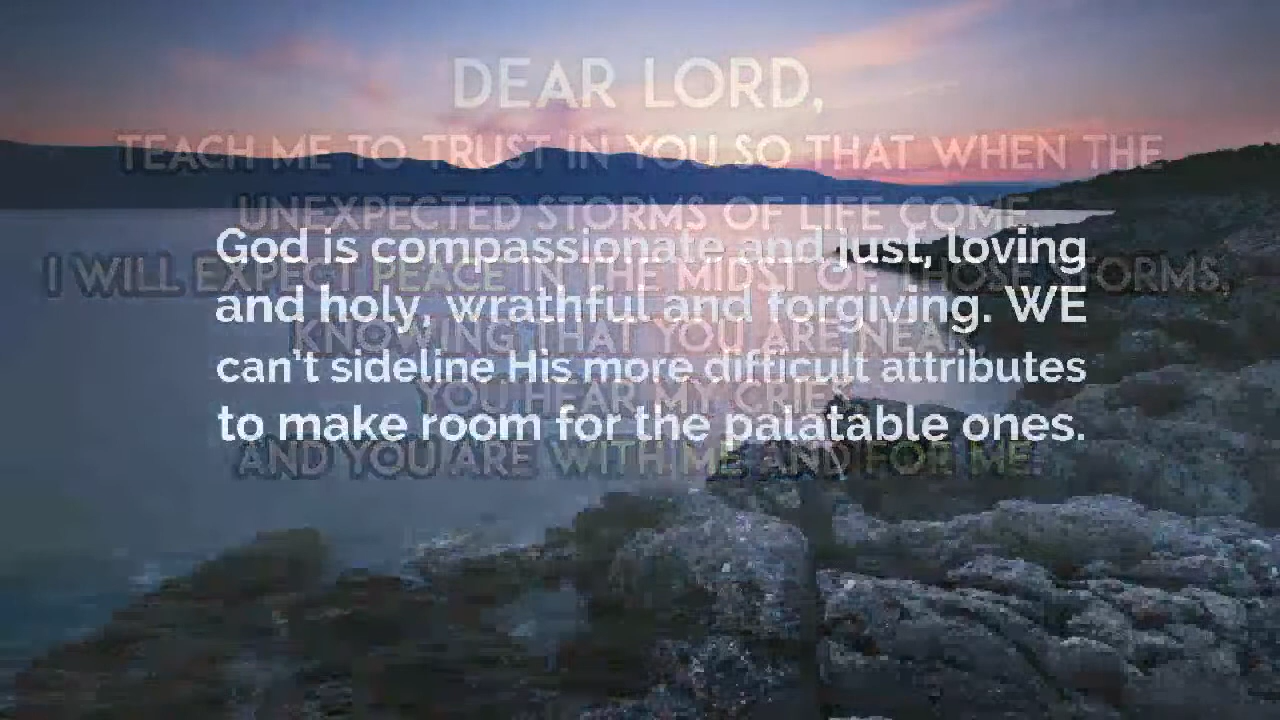 DEAR LORD,
TEACH ME TO TRUST IN YOU SO THAT WHEN THE
UNEXPECTED STORMS OF LIFE COME
God is compassionate and just, loving
I WILL EXPECT PEACE IN THE MIDST OF THOSE STORMS,
and holy, wrathful and forgiving. WE
KNOWING THAT YOU ARE NEAR,
can't sideline His more difficult attributes
YOU HEAR MY CRIES
to make room for the palatable ones.
AND YOU ARE WITH ME AND FOR ME.